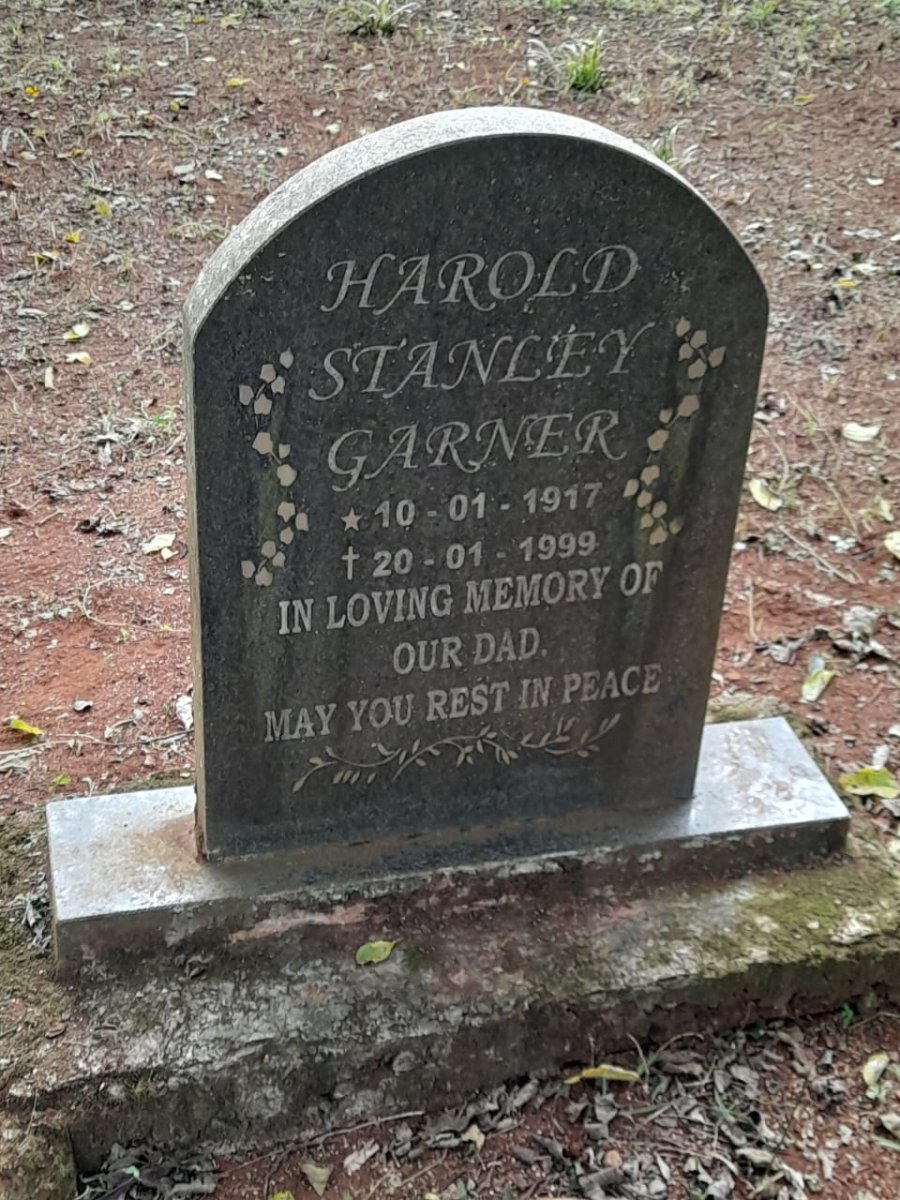 HAROLD
STANLEY
GARNER
★ 10 - 01 - 1917
† 20 - 01 - 1999
IN LOVING MEMORY OF
OUR DAD.
MAY YOU REST IN PEACE